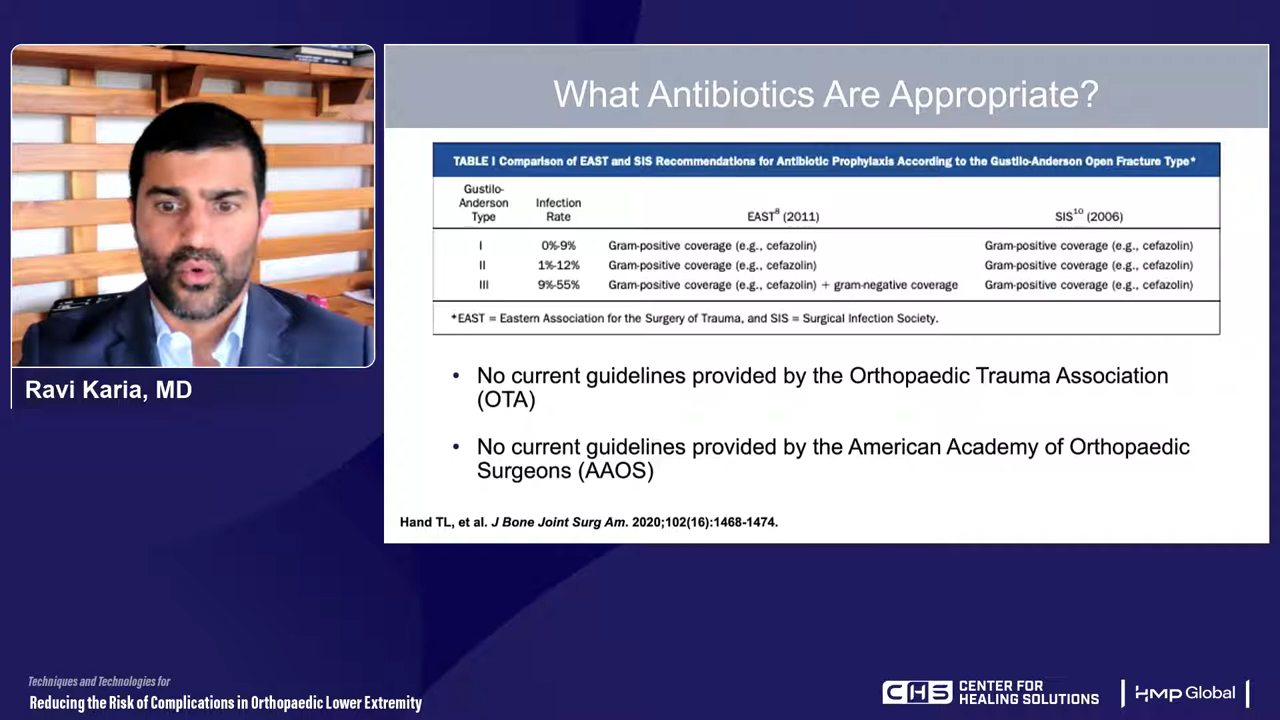 What Antibiotics Are Appropriate?
TABLE I Comparison of EAST and SIS Recommendations for Antibiotic Prophylaxis According to the Gustilo-Anderson Open Fracture Type*
Gustilo-
Anderson
Type
Infection
Rate
EAST8 (2011)
SIS10 (2006)
I 0%-9% Gram-positive coverage (e.g., cefazolin) Gram-positive coverage (e.g., cefazolin)
II 1%-12% Gram-positive coverage (e.g., cefazolin) Gram-positive coverage (e.g., cefazolin)
III 9%-55% Gram-positive coverage (e.g., cefazolin) + gram-negative coverage Gram-positive coverage (e.g., cefazolin)
*EAST = Eastern Association for the Surgery of Trauma, and SIS = Surgical Infection Society.
• No current guidelines provided by the Orthopaedic Trauma Association
(OTA)
• No current guidelines provided by the American Academy of Orthopaedic
Surgeons (AAOS)
Hand TL, et al. J Bone Joint Surg Am. 2020;102(16):1468-1474.
Ravi Karia, MD
Techniques and Technologies for
Reducing the Risk of Complications in Orthopaedic Lower Extremity
CHS CENTER FOR
HEALING SOLUTIONS
HMP Global